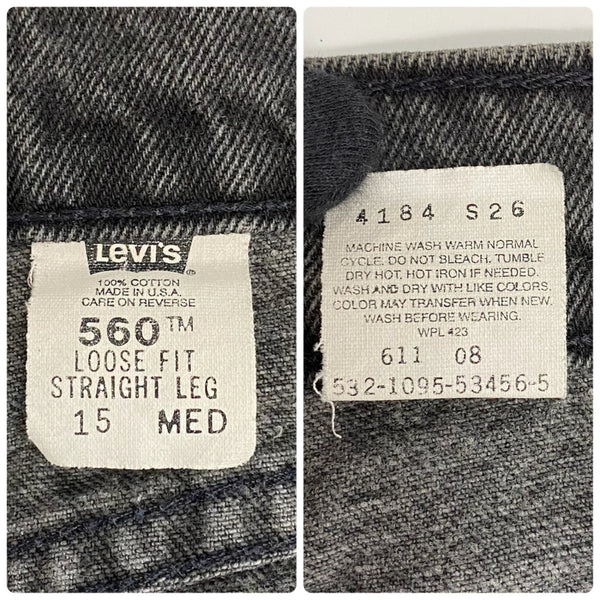 Levi's®
100% COTTON
MADE IN U.S.A.
CARE ON REVERSE
560™
LOOSE FIT
STRAIGHT LEG
15 MED
4184 S26
MACHINE WASH WARM NORMAL
CYCLE. DO NOT BLEACH. TUMBLE
DRY HOT, HOT IRON IF NEEDED.
WASH AND DRY WITH LIKE COLORS.
COLOR MAY TRANSFER WHEN NEW.
WASH BEFORE WEARING.
WPL 423
611 08
532-1095-53456-5